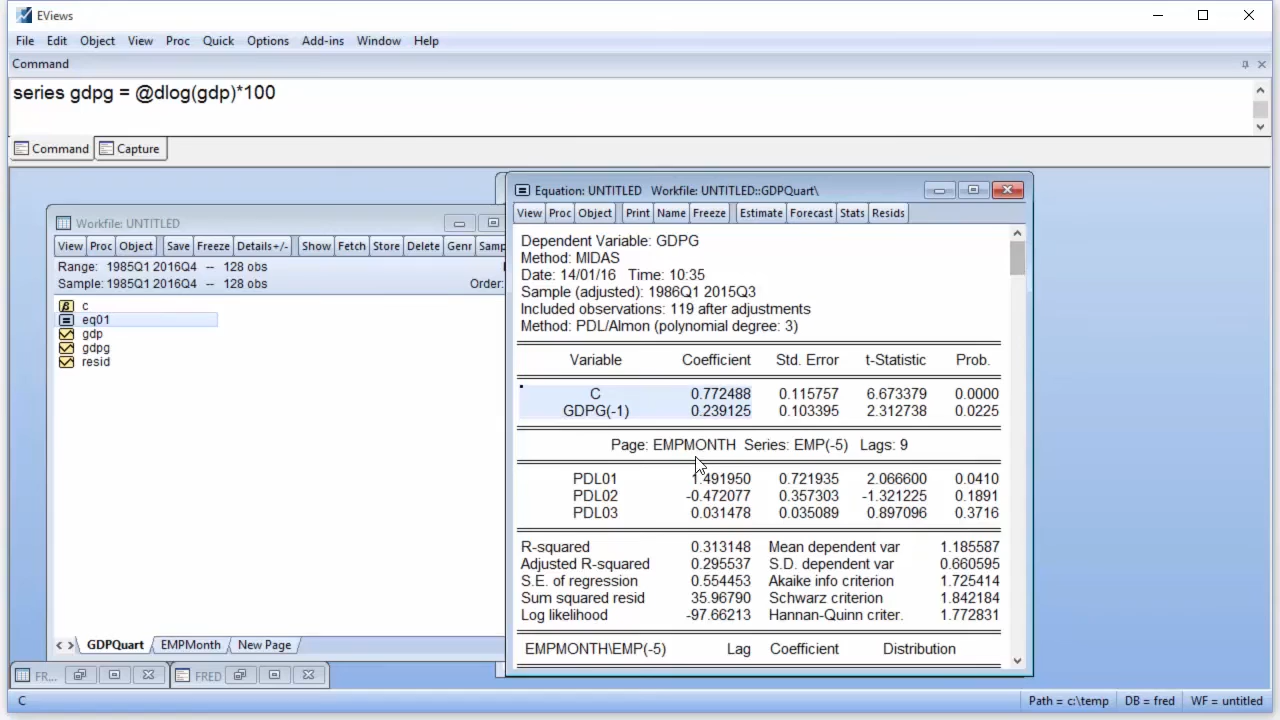 EViews
File Edit Object View Proc Quick Options Add-ins Window Help
Command
series gdpg = @dlog(gdp)*100
Command Capture
Workfile: UNTITLED
View Proc Object Save Freeze Details+/- Show Fetch Store Delete Genr Samp
Range: 1985Q1 2016Q4 -- 128 obs
Sample: 1985Q1 2016Q4 -- 128 obs Order:
c
eq01
gdp
gdpg
resid
GDPQuart EMPMonth New Page
Equation: UNTITLED Workfile: UNTITLED::GDPQuart\
View Proc Object Print Name Freeze Estimate Forecast Stats Resids
Dependent Variable: GDPG
Method: MIDAS
Date: 14/01/16 Time: 10:35
Sample (adjusted): 1986Q1 2015Q3
Included observations: 119 after adjustments
Method: PDL/Almon (polynomial degree: 3)
Variable Coefficient Std. Error t-Statistic Prob.
C 0.772488 0.115757 6.673379 0.0000
GDPG(-1) 0.239125 0.103395 2.312738 0.0225
Page: EMPMONTH Series: EMP(-5) Lags: 9
PDL01 1.491950 0.721935 2.066600 0.0410
PDL02 -0.472077 0.357303 -1.321225 0.1891
PDL03 0.031478 0.035089 0.897096 0.3716
R-squared 0.313148 Mean dependent var 1.185587
Adjusted R-squared 0.295537 S.D. dependent var 0.660595
S.E. of regression 0.554453 Akaike info criterion 1.725414
Sum squared resid 35.96790 Schwarz criterion 1.842184
Log likelihood -97.66213 Hannan-Quinn criter. 1.772831
EMPMONTH\EMP(-5) Lag Coefficient Distribution
FR... FRED
C Path = c:\temp DB = fred WF = untitled